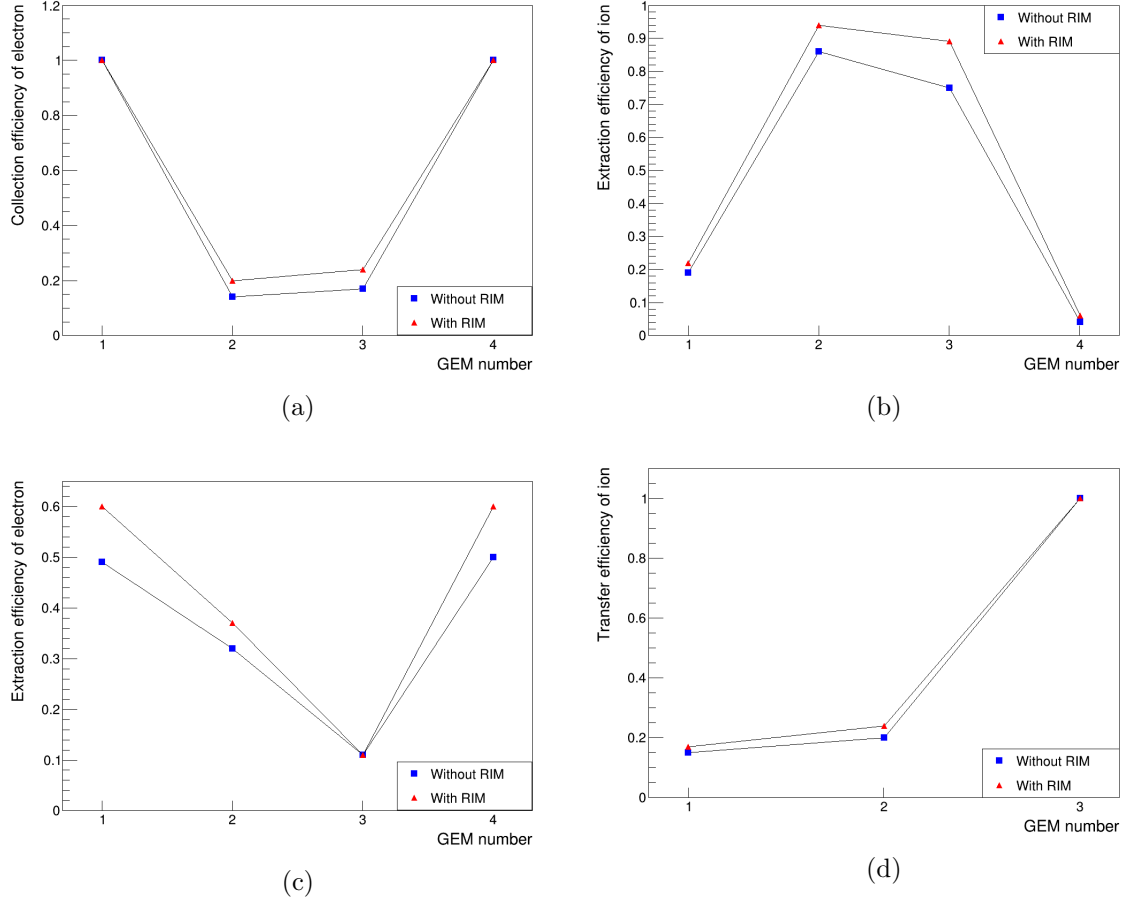 Collection efficiency of electron
1.2
1
0.8
0.6
0.4
0.2
0
1
2
3
4
GEM number
Without RIM
With RIM
(a)
Extraction efficiency of ion
1
0.9
0.8
0.7
0.6
0.5
0.4
0.3
0.2
0.1
0
1
2
3
4
GEM number
Without RIM
With RIM
(b)
Extraction efficiency of electron
0.6
0.5
0.4
0.3
0.2
0.1
0
1
2
3
4
GEM number
Without RIM
With RIM
(c)
Transfer efficiency of ion
1
0.8
0.6
0.4
0.2
0
1
2
3
GEM number
Without RIM
With RIM
(d)